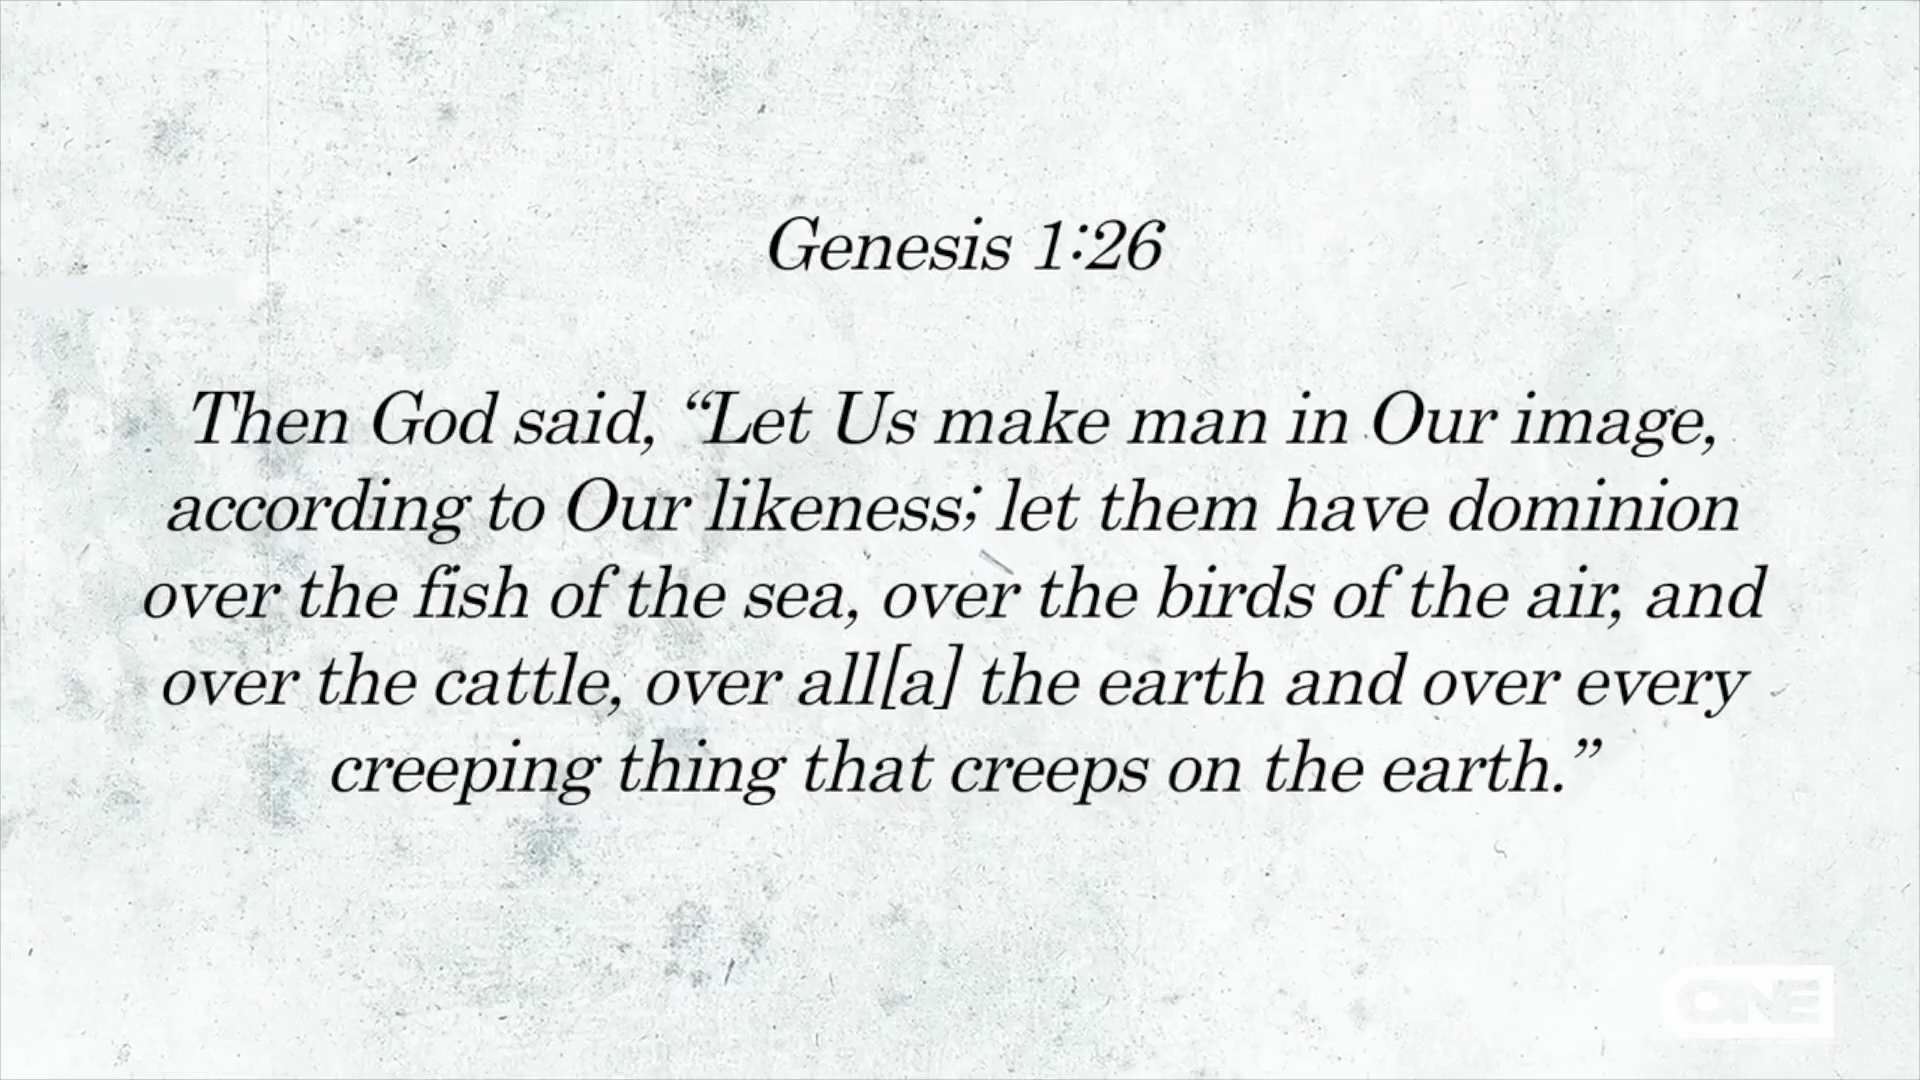 Genesis 1:26
Then God said, “Let Us make man in Our image,
according to Our likeness; let them have dominion
over the fish of the sea, over the birds of the air, and
over the cattle, over all[a] the earth and over every
creeping thing that creeps on the earth.”
ONE